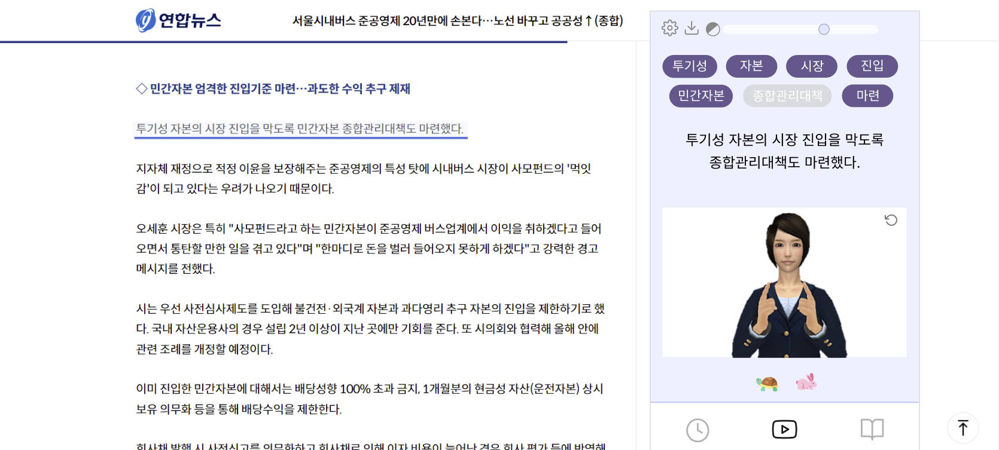 연합뉴스
서울시내버스 준공영제 20년만에 손본다…노선 바꾸고 공공성↑(종합)
◇ 민간자본 엄격한 진입기준 마련…과도한 수익 추구 제재
투기성 자본의 시장 진입을 막도록 민간자본 종합관리대책도 마련했다.
지자체 재정으로 적정 이윤을 보장해주는 준공영제의 특성 탓에 시내버스 시장이 사모펀드의 '먹잇
감'이 되고 있다는 우려가 나오기 때문이다.
오세훈 시장은 특히 "사모펀드라고 하는 민간자본이 준공영제 버스업계에서 이익을 취하겠다고 들어
오면서 통탄할 만한 일을 겪고 있다"며 "한마디로 돈을 벌러 들어오지 못하게 하겠다"고 강력한 경고
메시지를 전했다.
시는 우선 사전심사제도를 도입해 불건전·외국계 자본과 과다영리 추구 자본의 진입을 제한하기로 했
다. 국내 자산운용사의 경우 설립 2년 이상이 지난 곳에만 기회를 준다. 또 시의회와 협력해 올해 안에
관련 조례를 개정할 예정이다.
이미 진입한 민간자본에 대해서는 배당성향 100% 초과 금지, 1개월분의 현금성 자산(운전자본) 상시
보유 의무화 등을 통해 배당수익을 제한한다.
회사채 발행 시 사전신고를 의무화하고 회사채로 인해 이자 비용이 늘어난 경우 회사 평가 등에 반영해
투기성 자본 시장 진입
민간자본 종합관리대책 마련
투기성 자본의 시장 진입을 막도록
종합관리대책도 마련했다.